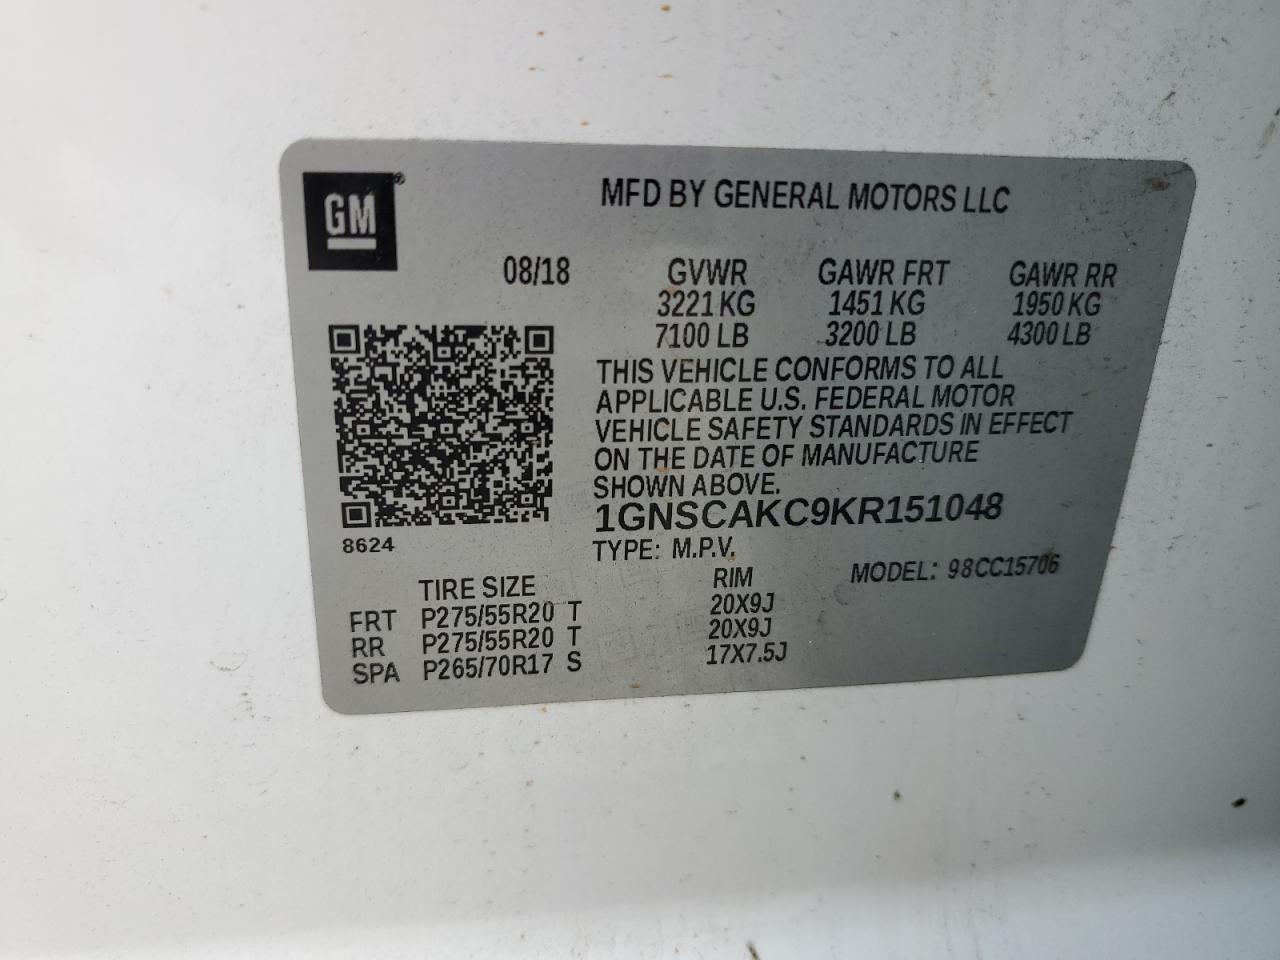 GM®
MFD BY GENERAL MOTORS LLC
08/18 GVWR GAWR FRT GAWR RR
3221 KG 1451 KG 1950 KG
7100 LB 3200 LB 4300 LB
THIS VEHICLE CONFORMS TO ALL
APPLICABLE U.S. FEDERAL MOTOR
VEHICLE SAFETY STANDARDS IN EFFECT
ON THE DATE OF MANUFACTURE
SHOWN ABOVE.
1GNSCAKC9KR151048
8624
TYPE: M.P.V. MODEL: 98CC15706
TIRE SIZE RIM
FRT P275/55R20 T 20X9J
RR P275/55R20 T 20X9J
SPA P265/70R17 S 17X7.5J